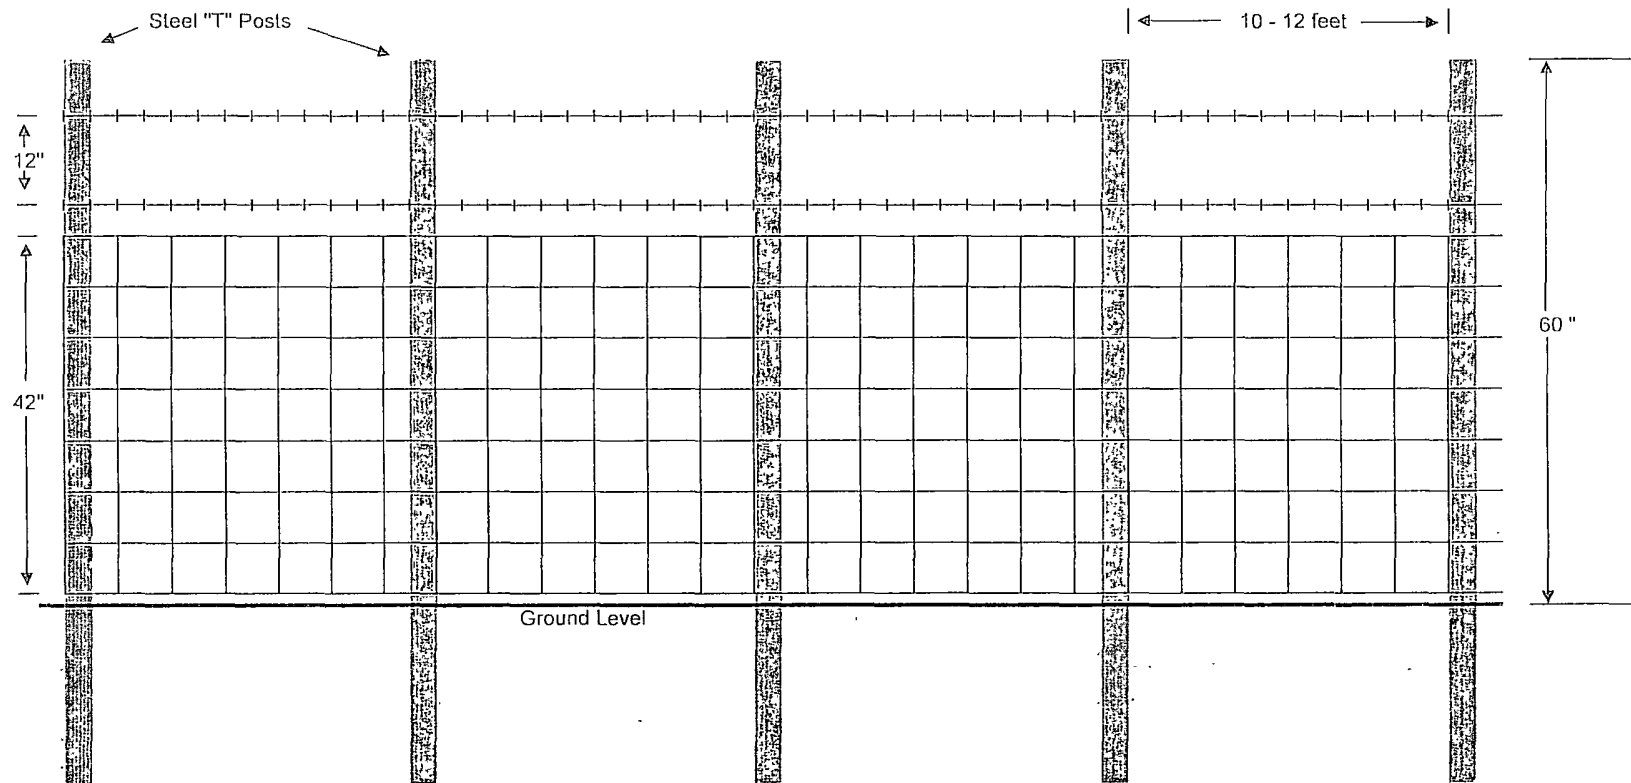 Steel "T" Posts
10 - 12 feet
12"
60 "
42"
Ground Level